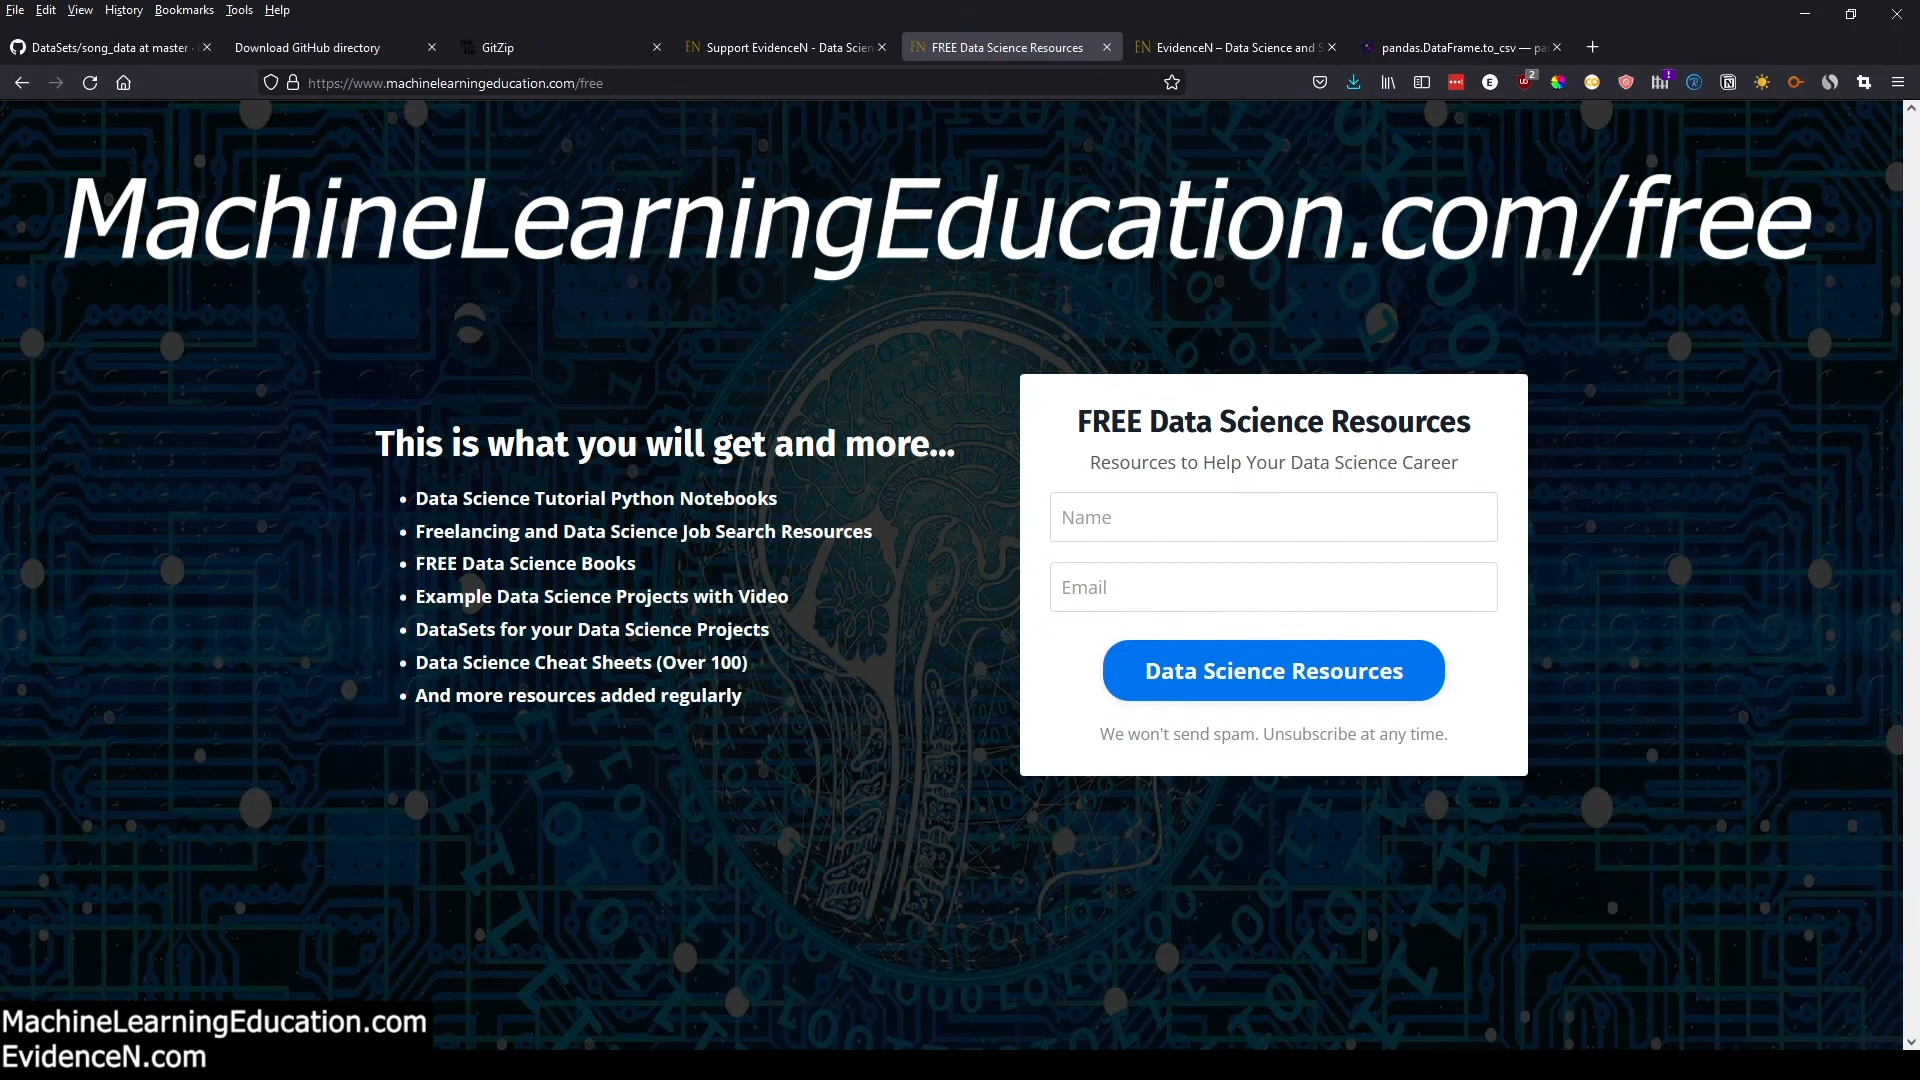 File Edit View History Bookmarks Tools Help
DataSets/song_data at master
Download GitHub directory
GitZip
Support EvidenceN - Data Scien
FREE Data Science Resources
EvidenceN – Data Science and S
pandas.DataFrame.to_csv — pa
https://www.machinelearningeducation.com/free
MachineLearningEducation.com/free
This is what you will get and more...
• Data Science Tutorial Python Notebooks
• Freelancing and Data Science Job Search Resources
• FREE Data Science Books
• Example Data Science Projects with Video
• DataSets for your Data Science Projects
• Data Science Cheat Sheets (Over 100)
• And more resources added regularly
FREE Data Science Resources
Resources to Help Your Data Science Career
Name
Email
Data Science Resources
We won't send spam. Unsubscribe at any time.
MachineLearningEducation.com
EvidenceN.com